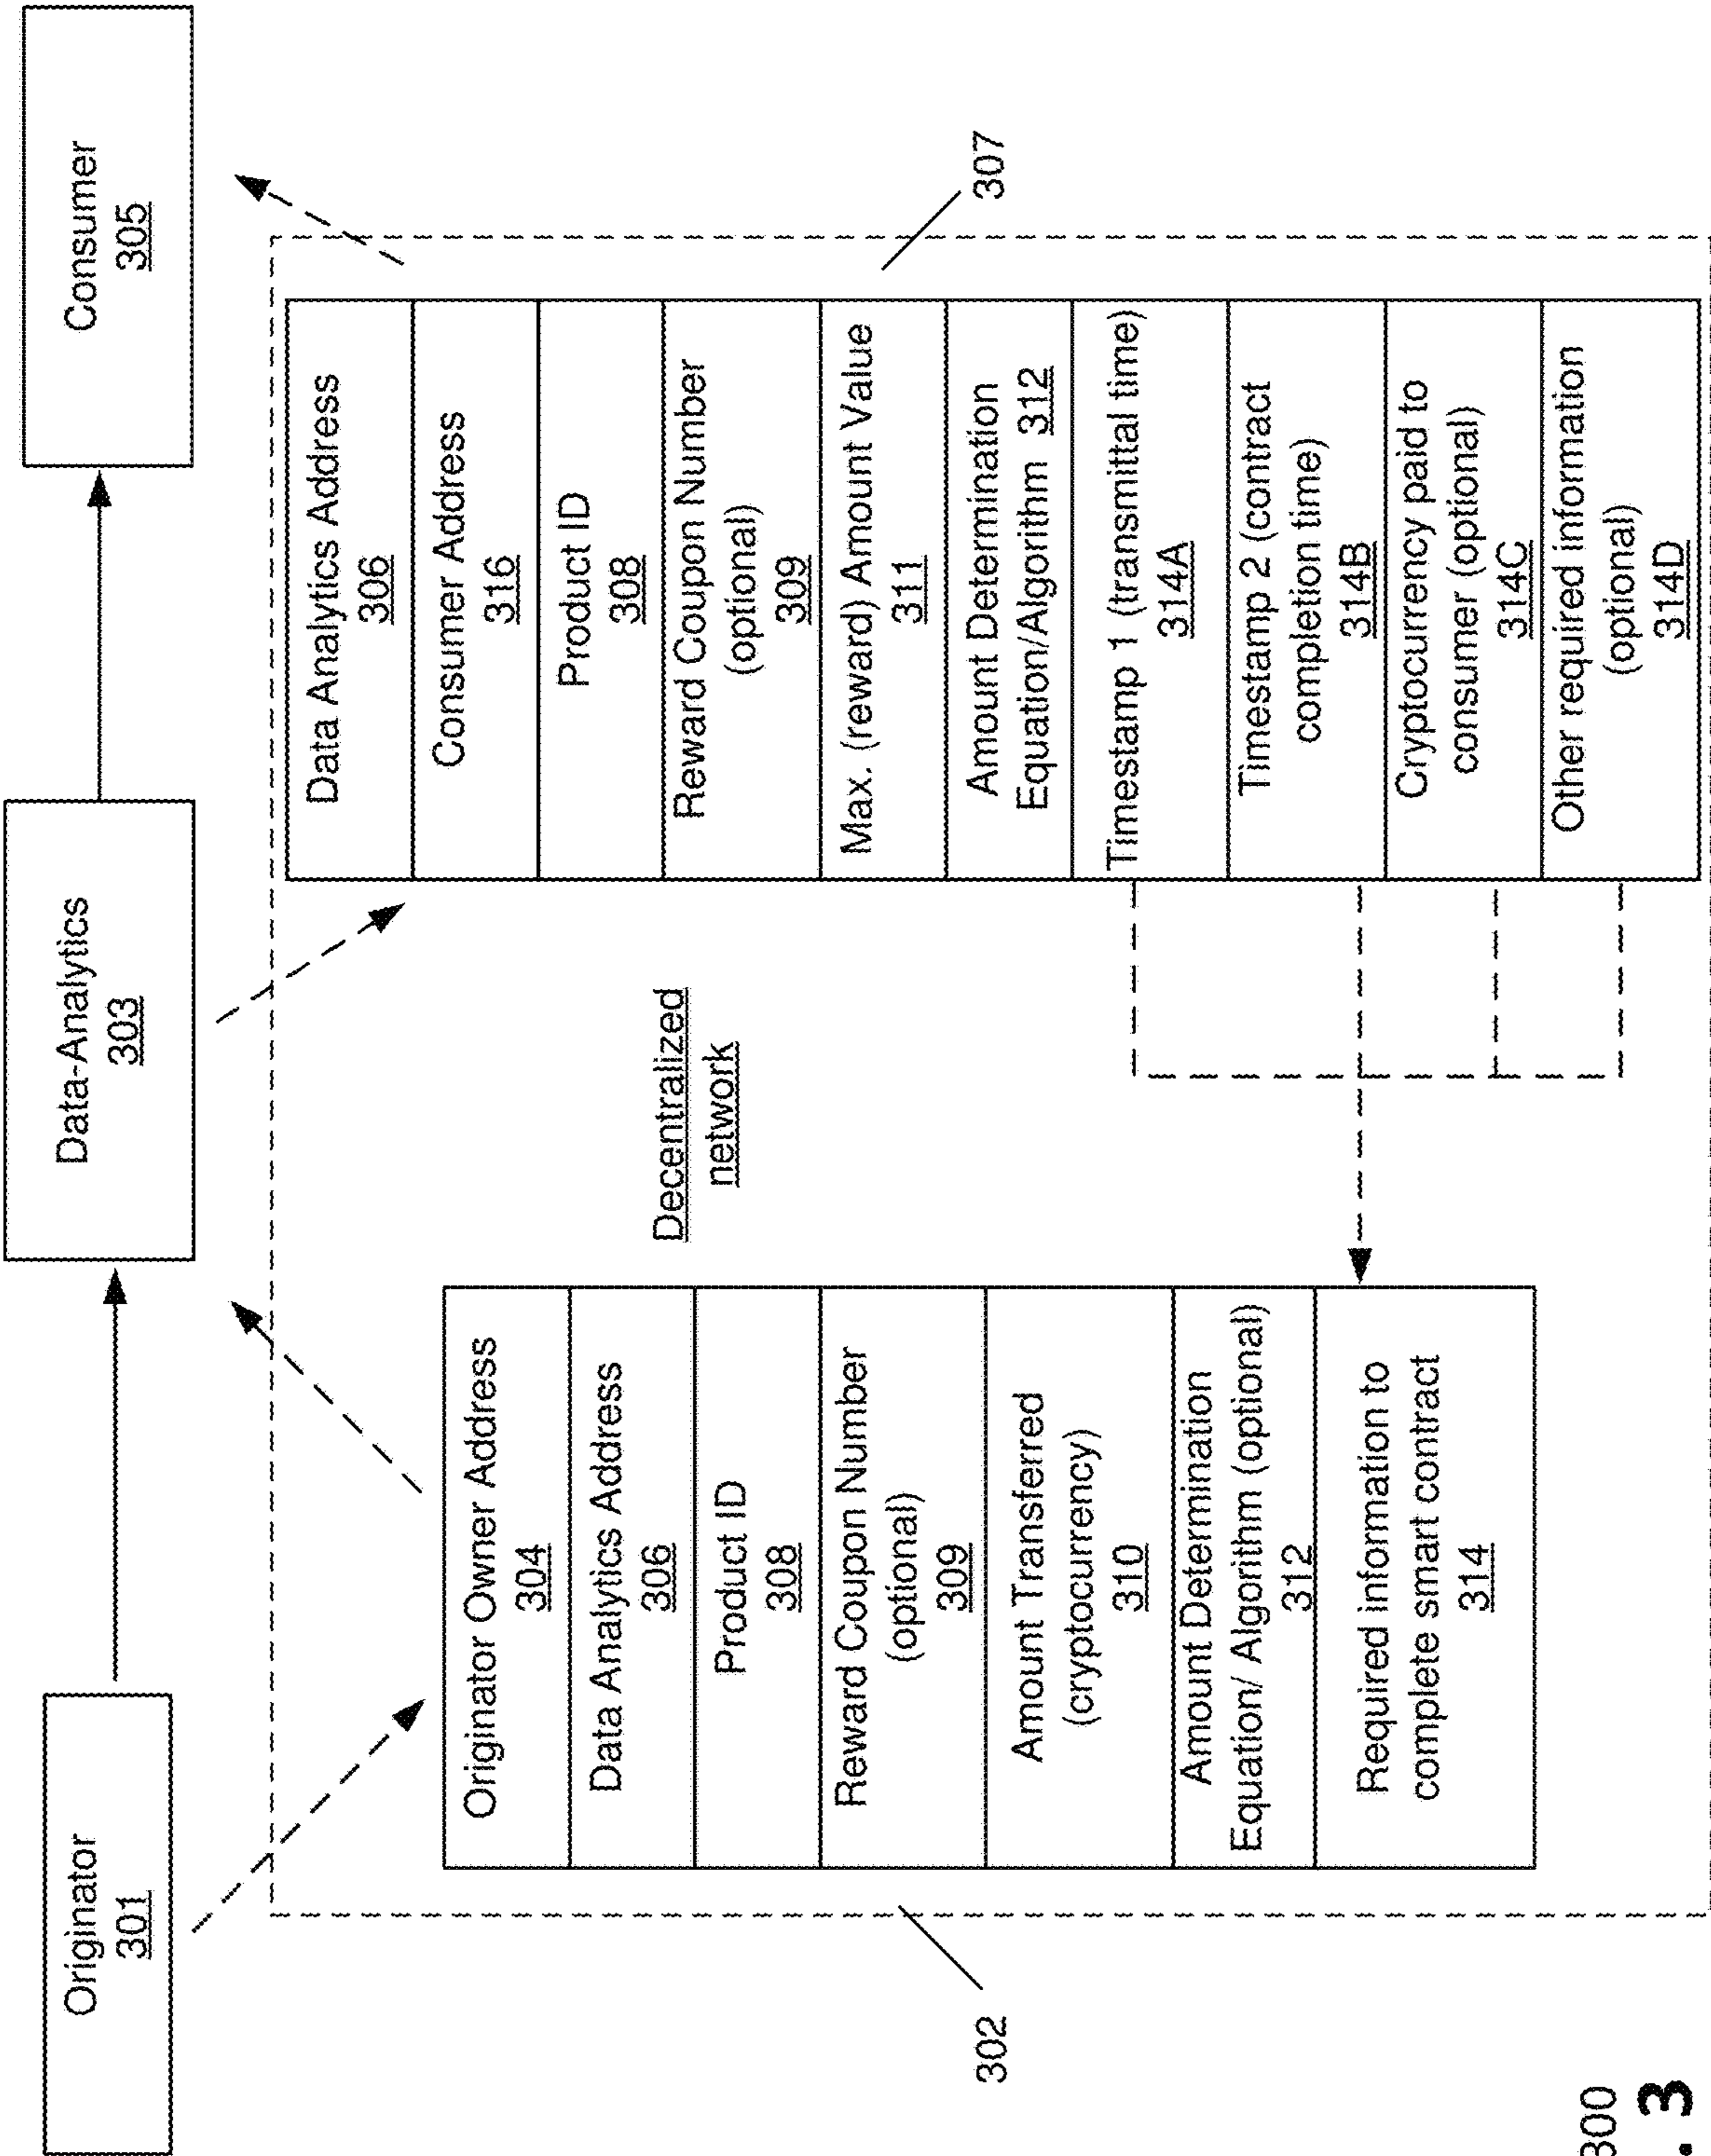 Originator
301
Data-Analytics
303
Consumer
305
Decentralized
network
Originator Owner Address
304
Data Analytics Address
306
Product ID
308
Reward Coupon Number
(optional)
309
Amount Transferred
(cryptocurrency)
310
Amount Determination
Equation/ Algorithm (optional)
312
Required information to
complete smart contract
314
302
Data Analytics Address
306
Consumer Address
316
Product ID
308
Reward Coupon Number
(optional)
309
Max. (reward) Amount Value
311
Amount Determination
Equation/Algorithm 312
Timestamp 1 (transmittal time)
314A
Timestamp 2 (contract
completion time)
314B
Cryptocurrency paid to
consumer (optional)
314C
Other required information
(optional)
314D
307
300
. 3